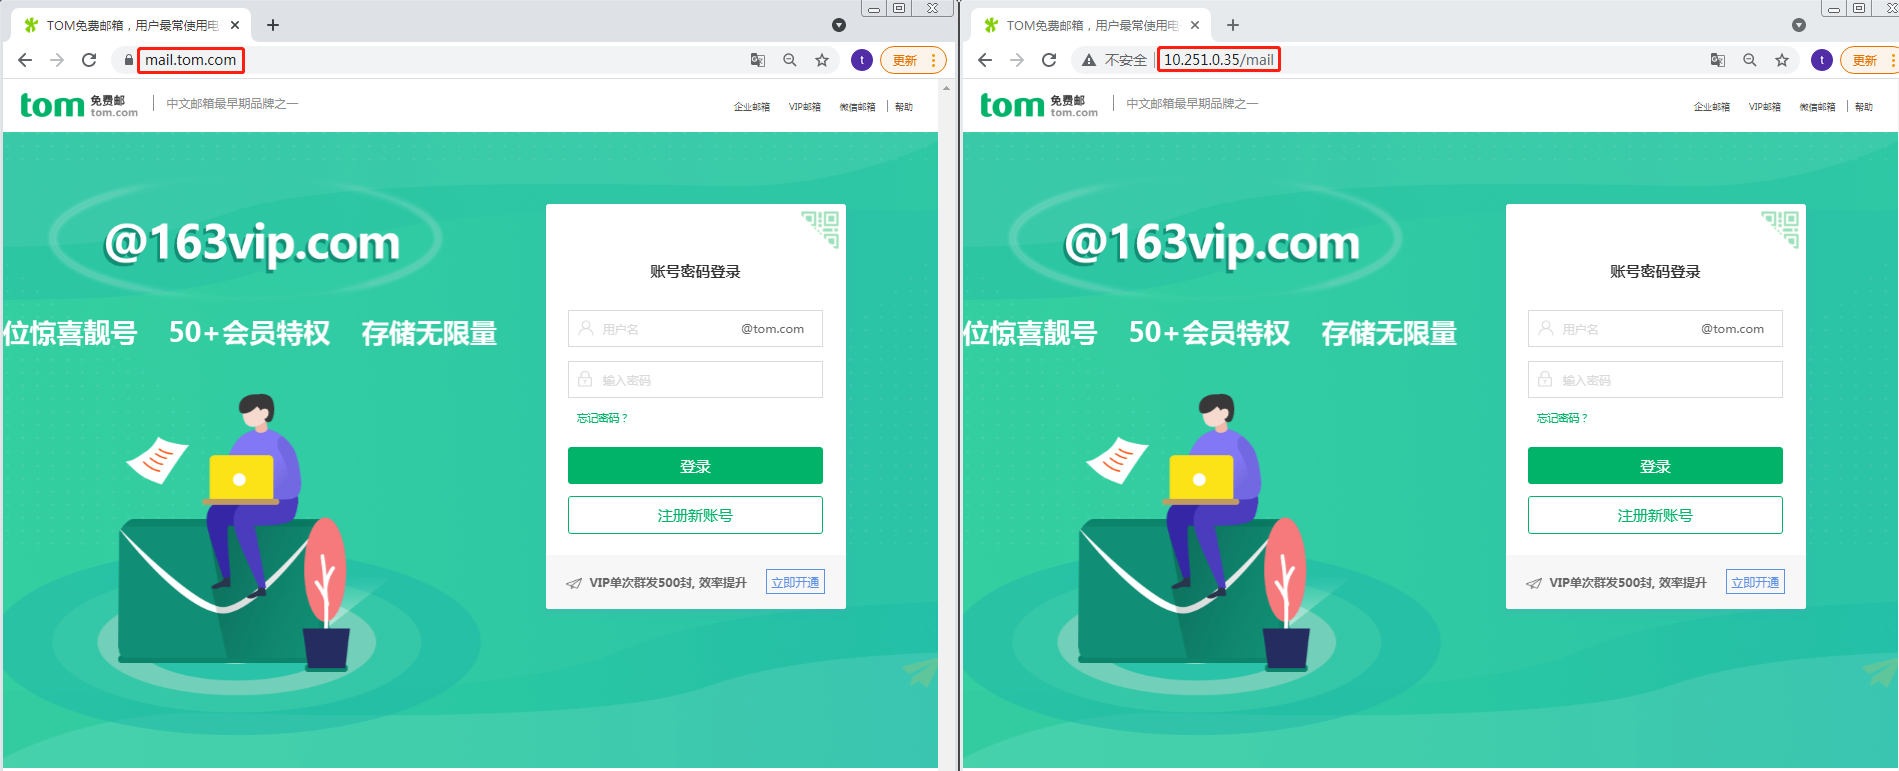 TOM免费邮箱，用户最常使用电
mail.tom.com
更新
tom 免费邮 tom.com 中文邮箱最早期品牌之一
企业邮箱 VIP邮箱 微信邮箱 帮助
@163vip.com
位惊喜靓号 50+会员特权 存储无限量
账号密码登录
用户名 @tom.com
输入密码
忘记密码？
登录
注册新账号
VIP单次群发500封, 效率提升 立即开通
TOM免费邮箱，用户最常使用电
不安全 10.251.0.35/mail
更新
tom 免费邮 tom.com 中文邮箱最早期品牌之一
企业邮箱 VIP邮箱 微信邮箱 帮助
@163vip.com
位惊喜靓号 50+会员特权 存储无限量
账号密码登录
用户名 @tom.com
输入密码
忘记密码？
登录
注册新账号
VIP单次群发500封, 效率提升 立即开通